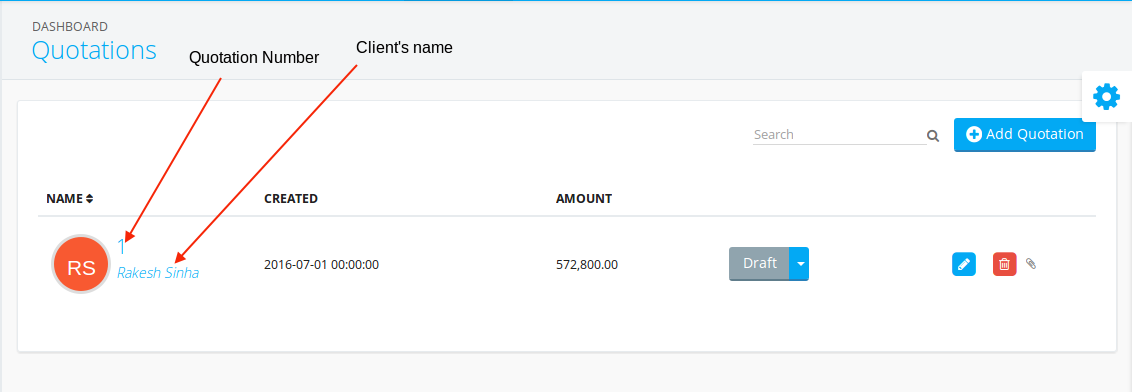 DASHBOARD
Quotations
Quotation Number
Client's name
Search
Add Quotation
NAME
CREATED
AMOUNT
RS
1
Rakesh Sinha
2016-07-01 00:00:00
572,800.00
Draft